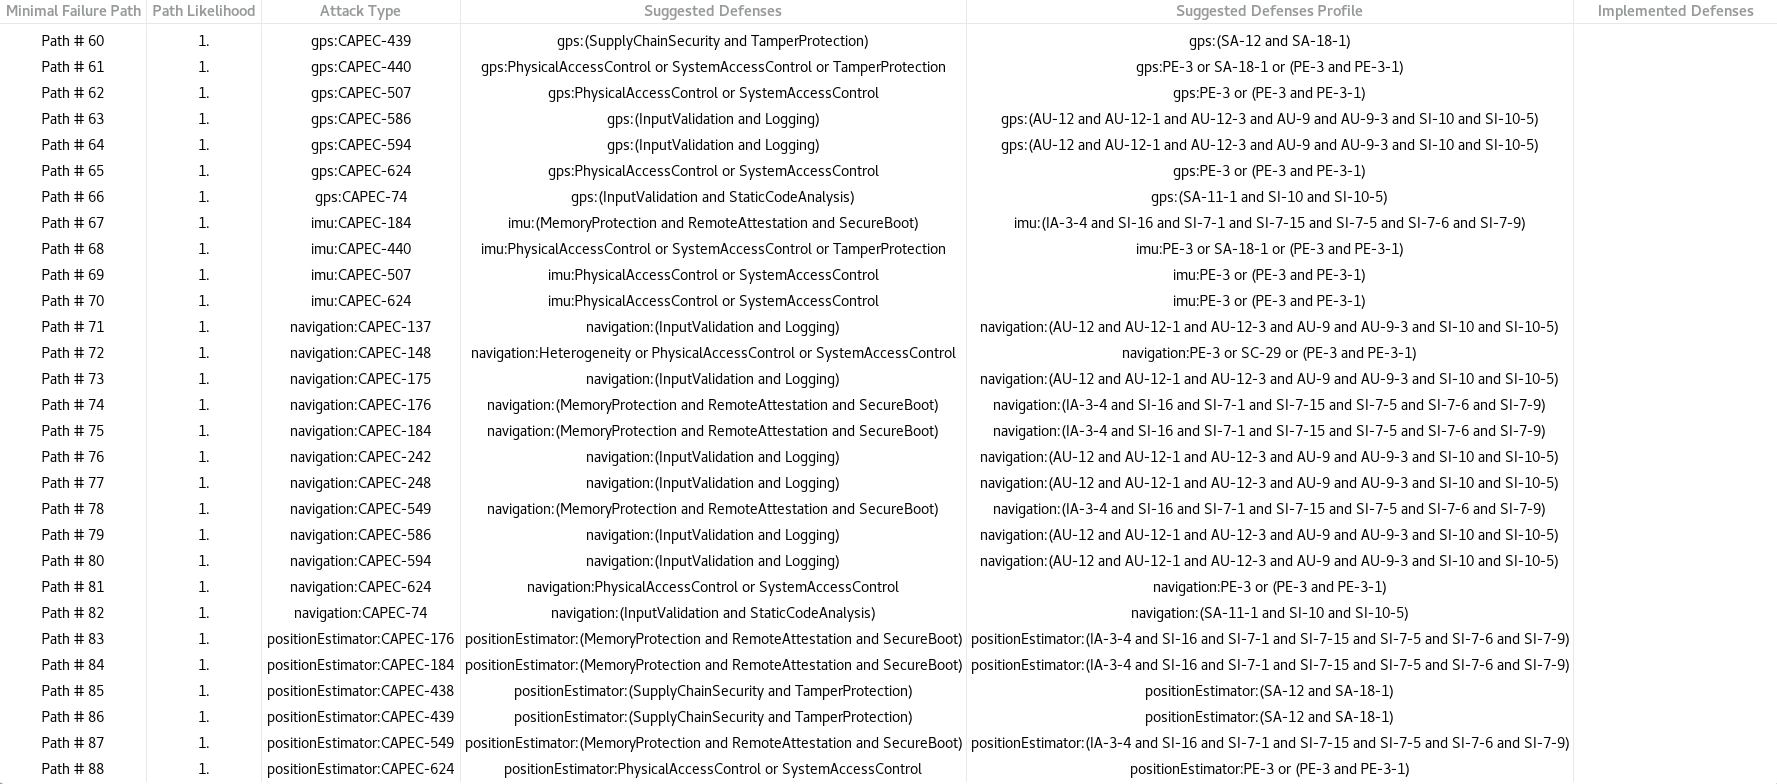 Minimal Failure Path Path Likelihood Attack Type Suggested Defenses Suggested Defenses Profile Implemented Defenses
Path # 60 1. gps:CAPEC-439 gps:(SupplyChainSecurity and TamperProtection) gps:(SA-12 and SA-18-1)
Path # 61 1. gps:CAPEC-440 gps:PhysicalAccessControl or SystemAccessControl or TamperProtection gps:PE-3 or SA-18-1 or (PE-3 and PE-3-1)
Path # 62 1. gps:CAPEC-507 gps:PhysicalAccessControl or SystemAccessControl gps:PE-3 or (PE-3 and PE-3-1)
Path # 63 1. gps:CAPEC-586 gps:(InputValidation and Logging) gps:(AU-12 and AU-12-1 and AU-12-3 and AU-9 and AU-9-3 and SI-10 and SI-10-5)
Path # 64 1. gps:CAPEC-594 gps:(InputValidation and Logging) gps:(AU-12 and AU-12-1 and AU-12-3 and AU-9 and AU-9-3 and SI-10 and SI-10-5)
Path # 65 1. gps:CAPEC-624 gps:PhysicalAccessControl or SystemAccessControl gps:PE-3 or (PE-3 and PE-3-1)
Path # 66 1. gps:CAPEC-74 gps:(InputValidation and StaticCodeAnalysis) gps:(SA-11-1 and SI-10 and SI-10-5)
Path # 67 1. imu:CAPEC-184 imu:(MemoryProtection and RemoteAttestation and SecureBoot) imu:(IA-3-4 and SI-16 and SI-7-1 and SI-7-15 and SI-7-5 and SI-7-6 and SI-7-9)
Path # 68 1. imu:CAPEC-440 imu:PhysicalAccessControl or SystemAccessControl or TamperProtection imu:PE-3 or SA-18-1 or (PE-3 and PE-3-1)
Path # 69 1. imu:CAPEC-507 imu:PhysicalAccessControl or SystemAccessControl imu:PE-3 or (PE-3 and PE-3-1)
Path # 70 1. imu:CAPEC-624 imu:PhysicalAccessControl or SystemAccessControl imu:PE-3 or (PE-3 and PE-3-1)
Path # 71 1. navigation:CAPEC-137 navigation:(InputValidation and Logging) navigation:(AU-12 and AU-12-1 and AU-12-3 and AU-9 and AU-9-3 and SI-10 and SI-10-5)
Path # 72 1. navigation:CAPEC-148 navigation:Heterogeneity or PhysicalAccessControl or SystemAccessControl navigation:PE-3 or SC-29 or (PE-3 and PE-3-1)
Path # 73 1. navigation:CAPEC-175 navigation:(InputValidation and Logging) navigation:(AU-12 and AU-12-1 and AU-12-3 and AU-9 and AU-9-3 and SI-10 and SI-10-5)
Path # 74 1. navigation:CAPEC-176 navigation:(MemoryProtection and RemoteAttestation and SecureBoot) navigation:(IA-3-4 and SI-16 and SI-7-1 and SI-7-15 and SI-7-5 and SI-7-6 and SI-7-9)
Path # 75 1. navigation:CAPEC-184 navigation:(MemoryProtection and RemoteAttestation and SecureBoot) navigation:(IA-3-4 and SI-16 and SI-7-1 and SI-7-15 and SI-7-5 and SI-7-6 and SI-7-9)
Path # 76 1. navigation:CAPEC-242 navigation:(InputValidation and Logging) navigation:(AU-12 and AU-12-1 and AU-12-3 and AU-9 and AU-9-3 and SI-10 and SI-10-5)
Path # 77 1. navigation:CAPEC-248 navigation:(InputValidation and Logging) navigation:(AU-12 and AU-12-1 and AU-12-3 and AU-9 and AU-9-3 and SI-10 and SI-10-5)
Path # 78 1. navigation:CAPEC-549 navigation:(MemoryProtection and RemoteAttestation and SecureBoot) navigation:(IA-3-4 and SI-16 and SI-7-1 and SI-7-15 and SI-7-5 and SI-7-6 and SI-7-9)
Path # 79 1. navigation:CAPEC-586 navigation:(InputValidation and Logging) navigation:(AU-12 and AU-12-1 and AU-12-3 and AU-9 and AU-9-3 and SI-10 and SI-10-5)
Path # 80 1. navigation:CAPEC-594 navigation:(InputValidation and Logging) navigation:(AU-12 and AU-12-1 and AU-12-3 and AU-9 and AU-9-3 and SI-10 and SI-10-5)
Path # 81 1. navigation:CAPEC-624 navigation:PhysicalAccessControl or SystemAccessControl navigation:PE-3 or (PE-3 and PE-3-1)
Path # 82 1. navigation:CAPEC-74 navigation:(InputValidation and StaticCodeAnalysis) navigation:(SA-11-1 and SI-10 and SI-10-5)
Path # 83 1. positionEstimator:CAPEC-176 positionEstimator:(MemoryProtection and RemoteAttestation and SecureBoot) positionEstimator:(IA-3-4 and SI-16 and SI-7-1 and SI-7-15 and SI-7-5 and SI-7-6 and SI-7-9)
Path # 84 1. positionEstimator:CAPEC-184 positionEstimator:(MemoryProtection and RemoteAttestation and SecureBoot) positionEstimator:(IA-3-4 and SI-16 and SI-7-1 and SI-7-15 and SI-7-5 and SI-7-6 and SI-7-9)
Path # 85 1. positionEstimator:CAPEC-438 positionEstimator:(SupplyChainSecurity and TamperProtection) positionEstimator:(SA-12 and SA-18-1)
Path # 86 1. positionEstimator:CAPEC-439 positionEstimator:(SupplyChainSecurity and TamperProtection) positionEstimator:(SA-12 and SA-18-1)
Path # 87 1. positionEstimator:CAPEC-549 positionEstimator:(MemoryProtection and RemoteAttestation and SecureBoot) positionEstimator:(IA-3-4 and SI-16 and SI-7-1 and SI-7-15 and SI-7-5 and SI-7-6 and SI-7-9)
Path # 88 1. positionEstimator:CAPEC-624 positionEstimator:PhysicalAccessControl or SystemAccessControl positionEstimator:PE-3 or (PE-3 and PE-3-1)